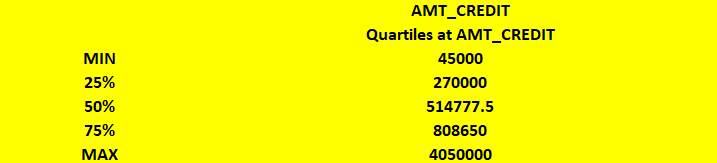 AMT_CREDIT
Quartiles at AMT_CREDIT
MIN 45000
25% 270000
50% 514777.5
75% 808650
MAX 4050000